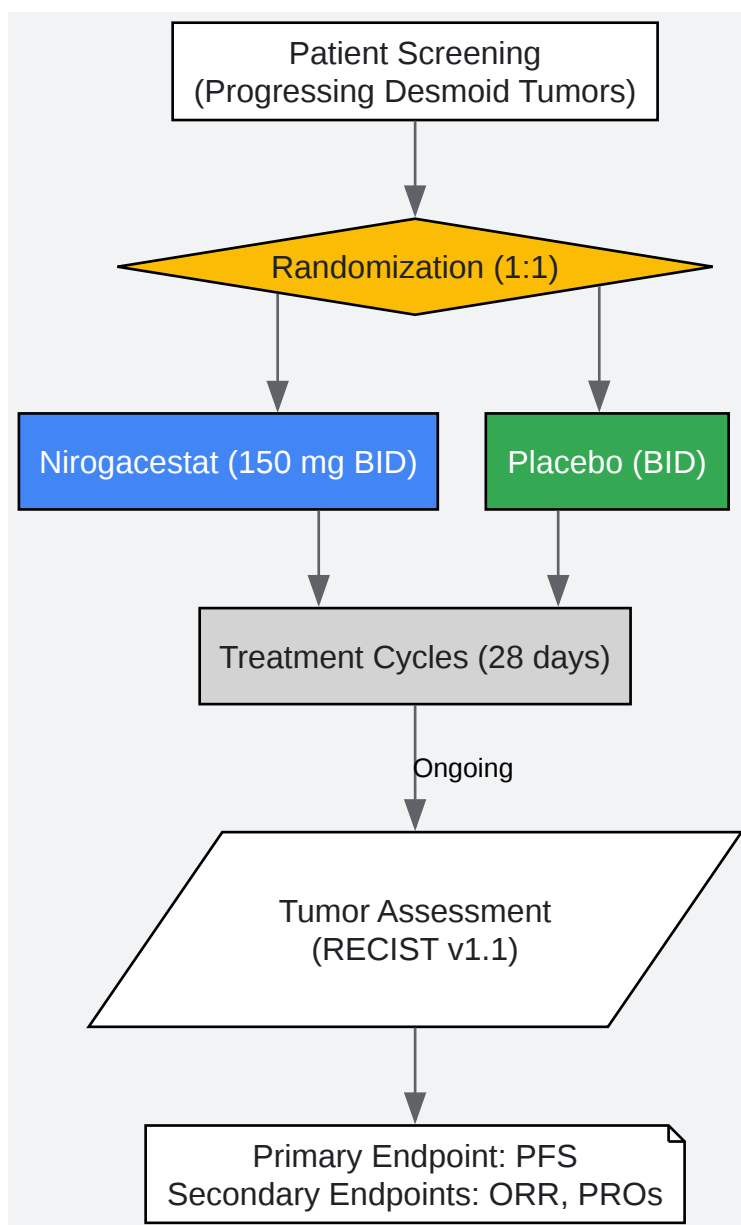 Patient Screening
(Progressing Desmoid Tumors)
Randomization (1:1)
Nirogacestat (150 mg BID)
Placebo (BID)
Treatment Cycles (28 days)
Ongoing
Tumor Assessment
(RECIST v1.1)
Primary Endpoint: PFS
Secondary Endpoints: ORR, PROs